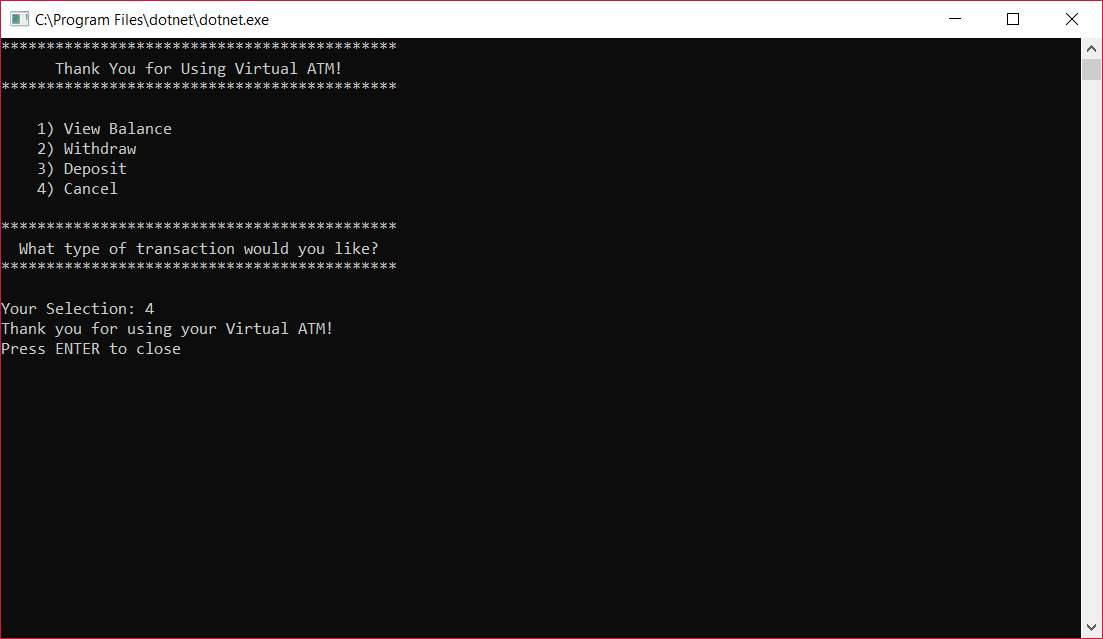 C:\Program Files\dotnet\dotnet.exe
********************************************
Thank You for Using Virtual ATM!
********************************************
1) View Balance
2) Withdraw
3) Deposit
4) Cancel
********************************************
What type of transaction would you like?
********************************************
Your Selection: 4
Thank you for using your Virtual ATM!
Press ENTER to close